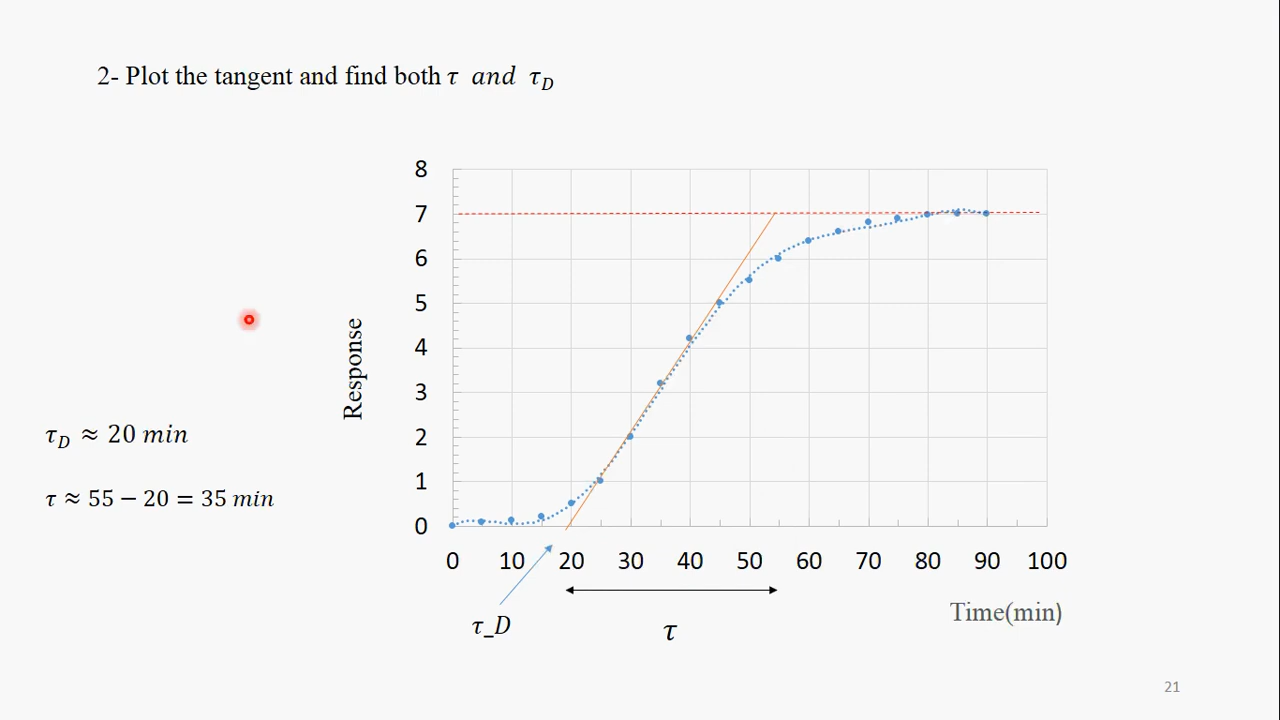 2- Plot the tangent and find both τ and τ_D
8
7
6
5
4
3
2
1
0
Response
0 10 20 30 40 50 60 70 80 90 100
Time(min)
τ_D
τ
τ_D ≈ 20 min
τ ≈ 55 − 20 = 35 min
21